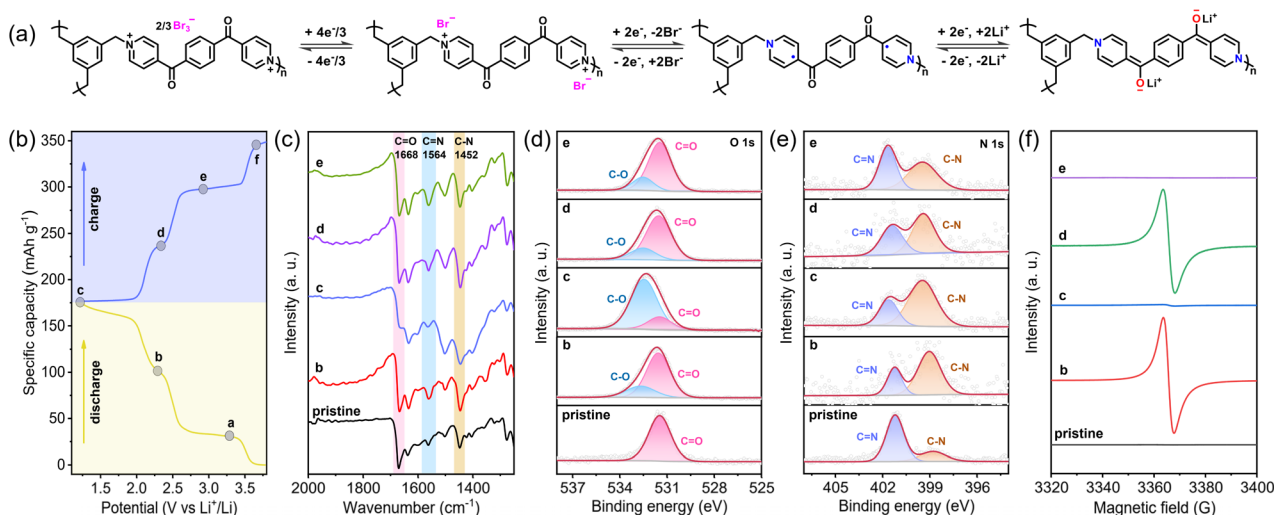 (a)
2/3Br₃⁻
N⁺
O
O
N⁺
)n
+ 4e⁻/3
- 4e⁻/3
Br⁻
N⁺
O
O
N⁺
)n
Br⁻
+ 2e⁻, -2Br⁻
- 2e⁻, +2Br⁻
N
O
O
N
)n
+ 2e⁻, +2Li⁺
- 2e⁻, -2Li⁺
O⁻ Li⁺
N
N
)n
O⁻ Li⁺
(b)
Specific capacity (mAh g⁻¹)
350
300
250
200
150
100
50
0
charge
discharge
a
b
c
d
e
f
1.5 2.0 2.5 3.0 3.5
Potential (V vs Li⁺/Li)
(c)
Intensity (a. u.)
C=O
1668
C=N
1564
C-N
1452
e
d
c
b
pristine
2000 1800 1600 1400
Wavenumber (cm⁻¹)
(d)
Intensity (a. u.)
O 1s
e
C-O
C=O
d
C-O
C=O
c
C-O
C=O
b
C-O
C=O
pristine
C=O
537 534 531 528 525
Binding energy (eV)
(e)
Intensity (a. u.)
N 1s
e
C=N
C-N
d
C=N
C-N
c
C=N
C-N
b
C=N
C-N
pristine
C=N
C-N
405 402 399 396
Binding energy (eV)
(f)
Intensity (a. u.)
e
d
c
b
pristine
3320 3340 3360 3380 3400
Magnetic field (G)